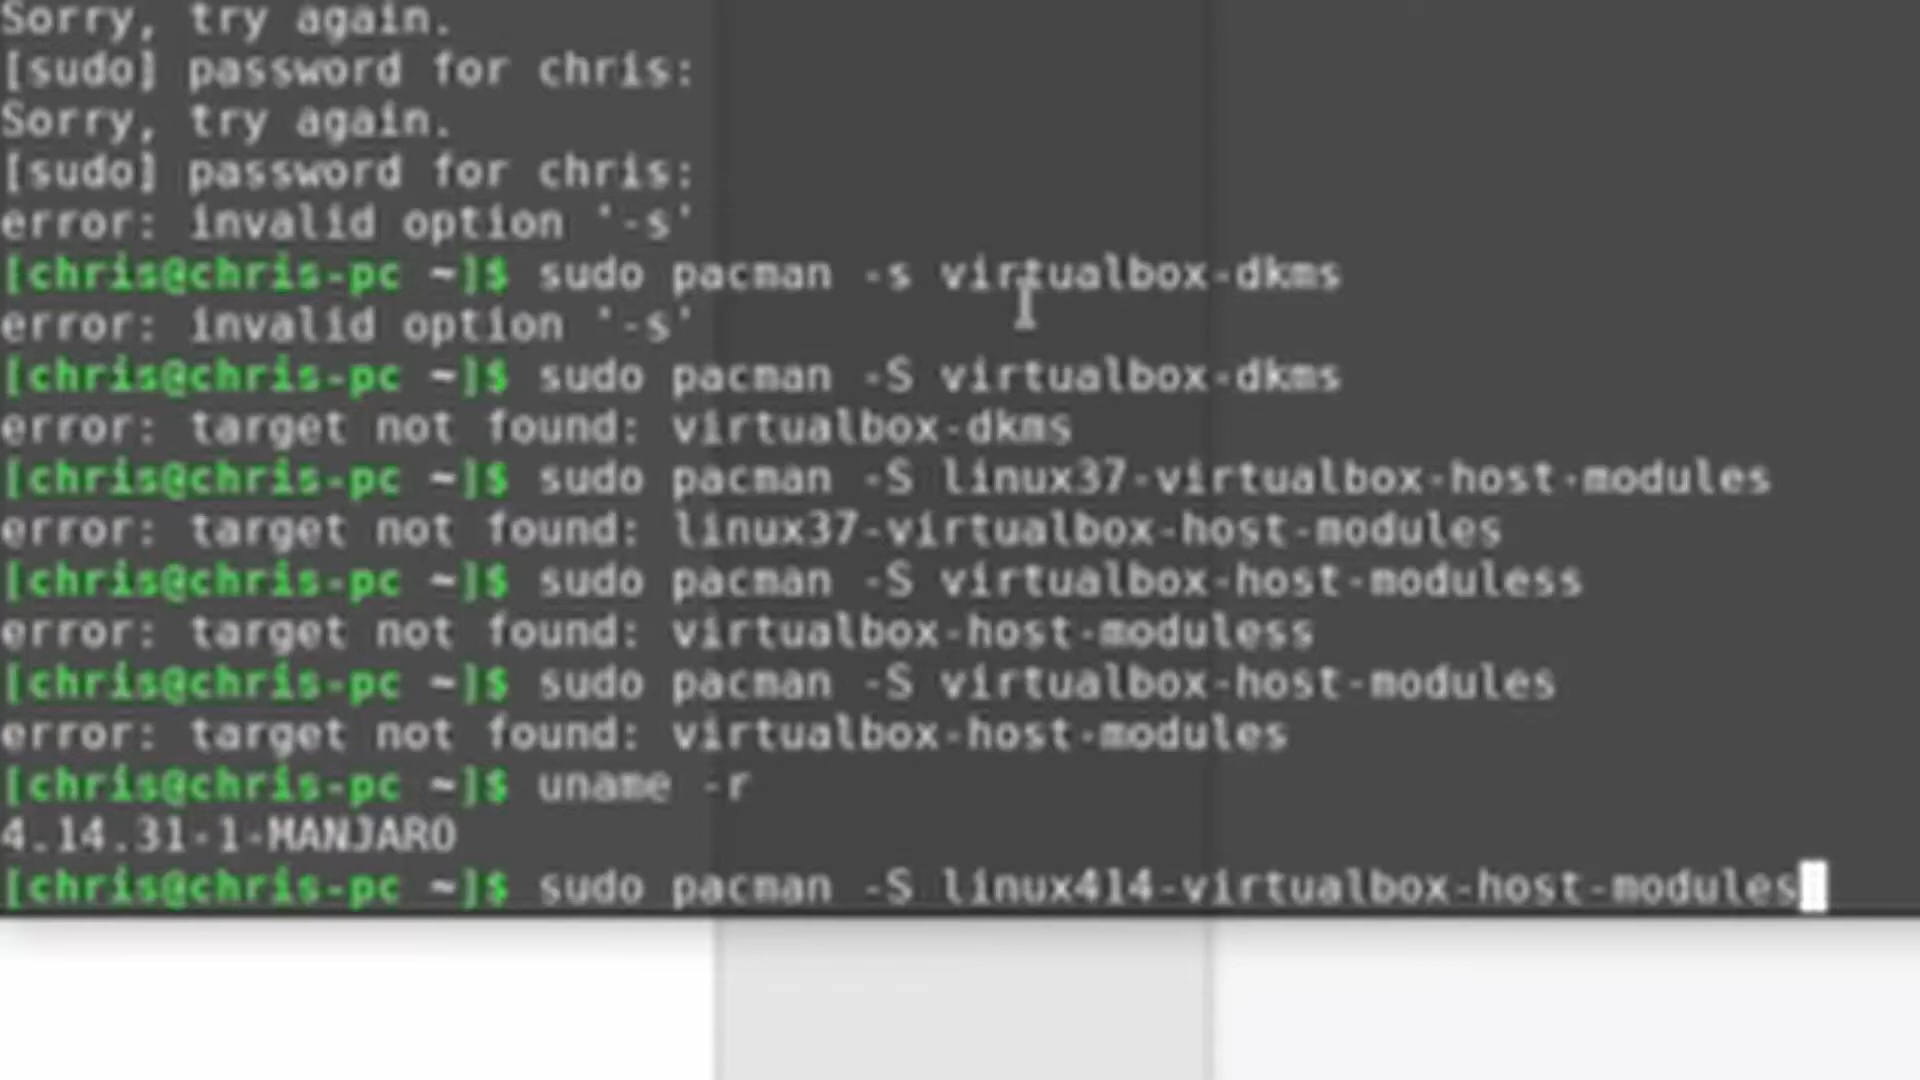 Sorry, try again.
[sudo] password for chris:
Sorry, try again.
[sudo] password for chris:
error: invalid option '-s'
[chris@chris-pc ~]$ sudo pacman -s virtualbox-dkms
error: invalid option '-s'
[chris@chris-pc ~]$ sudo pacman -S virtualbox-dkms
error: target not found: virtualbox-dkms
[chris@chris-pc ~]$ sudo pacman -S linux37-virtualbox-host-modules
error: target not found: linux37-virtualbox-host-modules
[chris@chris-pc ~]$ sudo pacman -S virtualbox-host-moduless
error: target not found: virtualbox-host-moduless
[chris@chris-pc ~]$ sudo pacman -S virtualbox-host-modules
error: target not found: virtualbox-host-modules
[chris@chris-pc ~]$ uname -r
4.14.31-1-MANJARO
[chris@chris-pc ~]$ sudo pacman -S linux414-virtualbox-host-modules